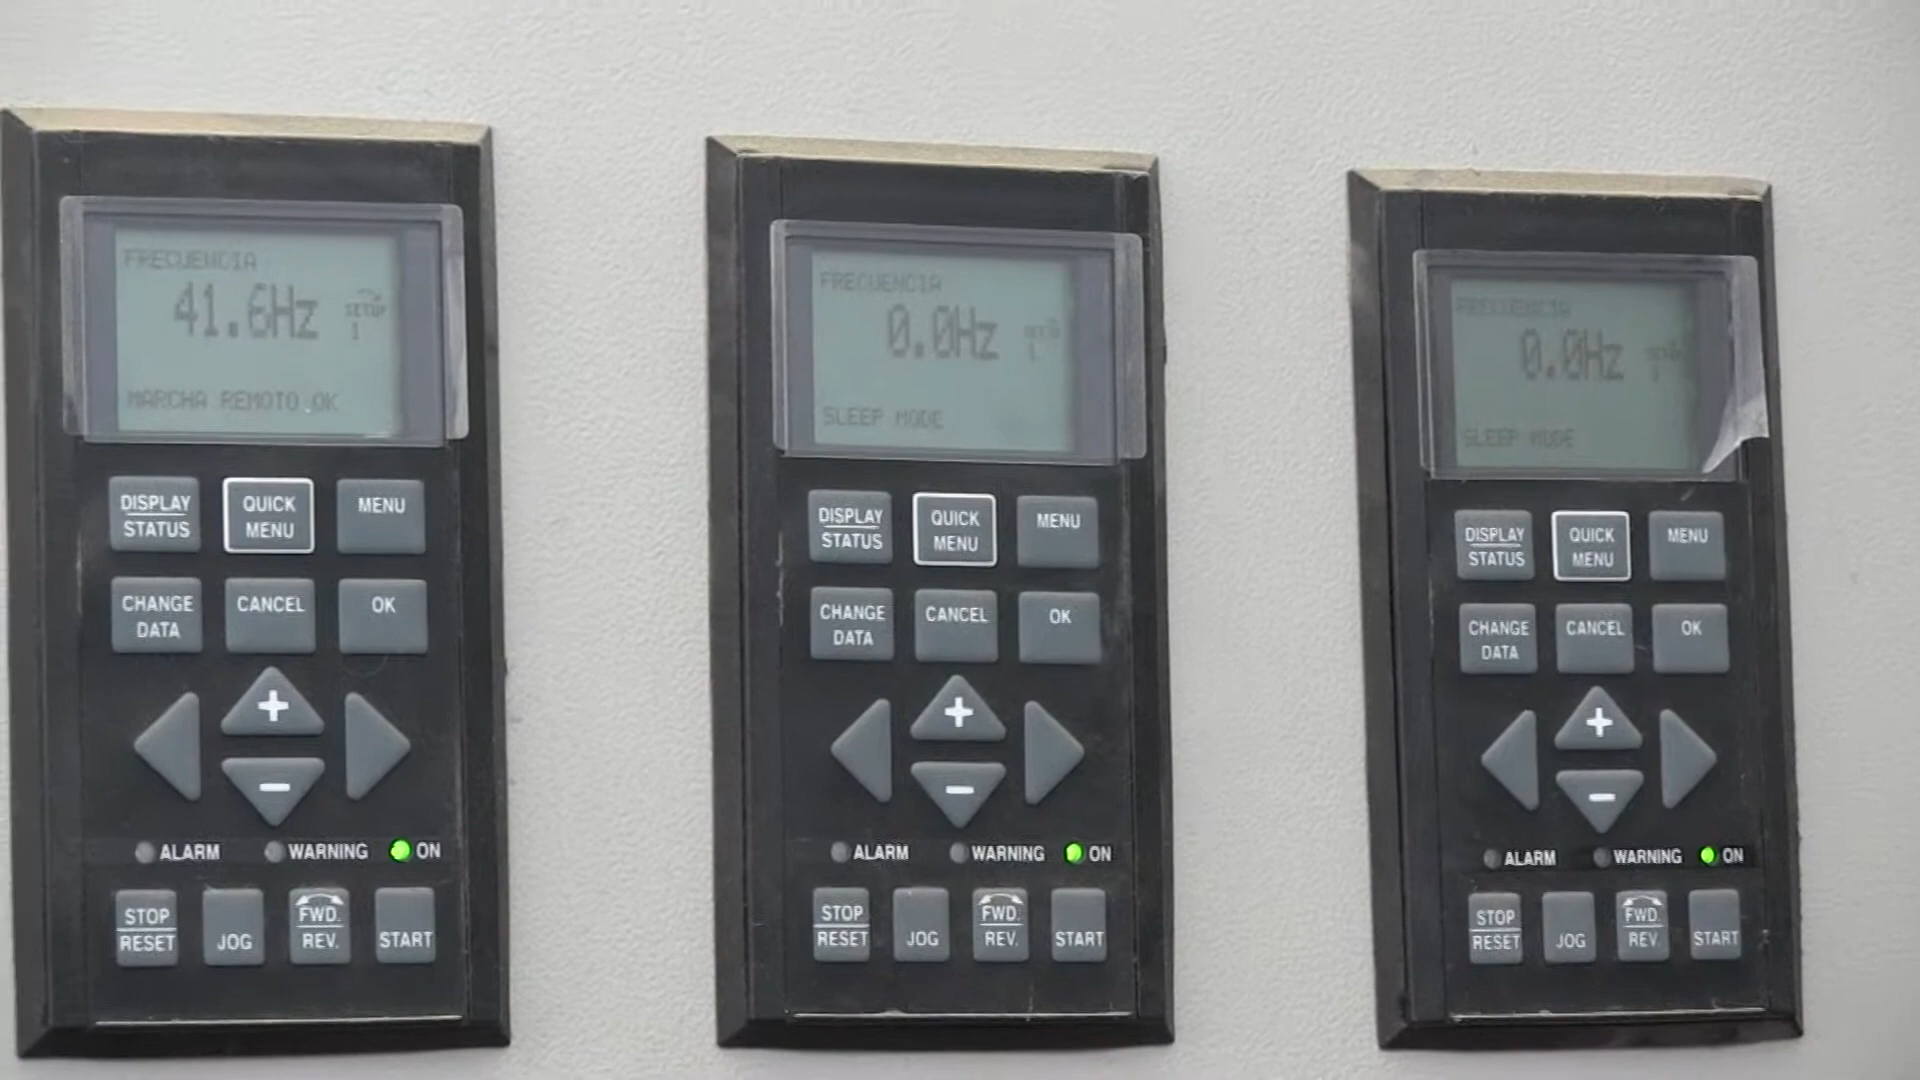 FRECUENCIA
41.6Hz
SETUP
1
MARCHA REMOTO OK
DISPLAY
STATUS
QUICK
MENU
MENU
CHANGE
DATA
CANCEL
OK
+
−
ALARM
WARNING
ON
STOP
RESET
JOG
FWD.
REV.
START
FRECUENCIA
0.0Hz
SETUP
1
SLEEP MODE
DISPLAY
STATUS
QUICK
MENU
MENU
CHANGE
DATA
CANCEL
OK
+
−
ALARM
WARNING
ON
STOP
RESET
JOG
FWD.
REV.
START
FRECUENCIA
0.0Hz
SETUP
1
SLEEP MODE
DISPLAY
STATUS
QUICK
MENU
MENU
CHANGE
DATA
CANCEL
OK
+
−
ALARM
WARNING
ON
STOP
RESET
JOG
FWD.
REV.
START